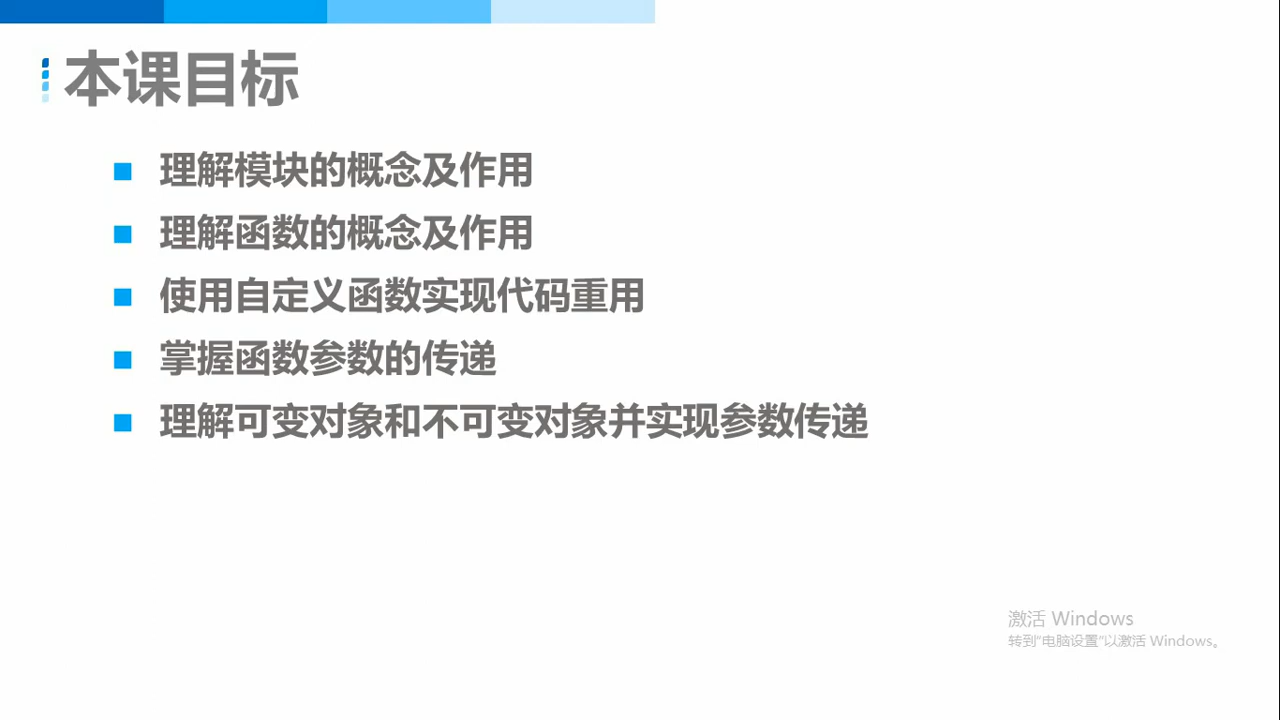 本课目标
理解模块的概念及作用
理解函数的概念及作用
使用自定义函数实现代码重用
掌握函数参数的传递
理解可变对象和不可变对象并实现参数传递
激活 Windows
转到"电脑设置"以激活 Windows。